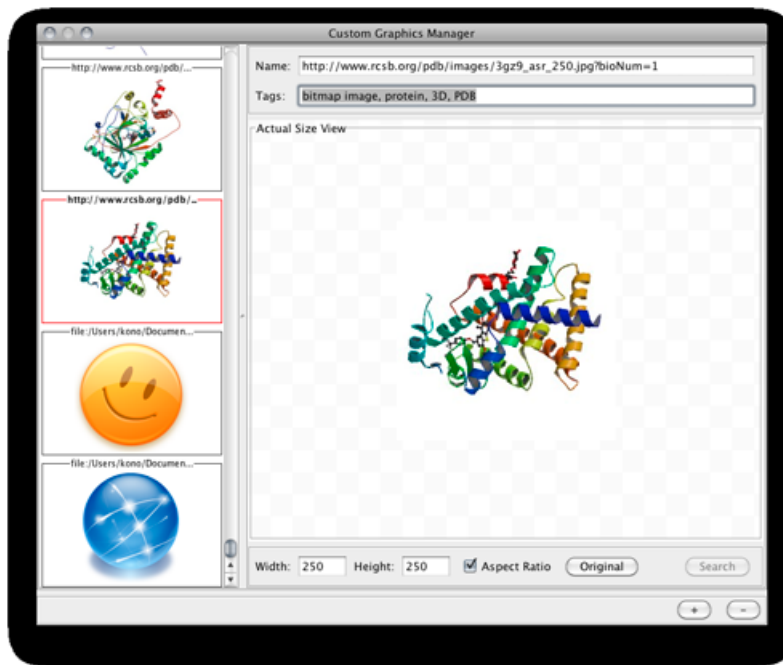 Custom Graphics Manager
http://www.rcsb.org/pdb/...
http://www.rcsb.org/pdb/...
file:/Users/kono/Documen...
file:/Users/kono/Documen...
Name: http://www.rcsb.org/pdb/images/3gz9_asr_250.jpg?bioNum=1
Tags: bitmap image, protein, 3D, PDB
Actual Size View
Width: 250 Height: 250 Aspect Ratio Original Search
+ -